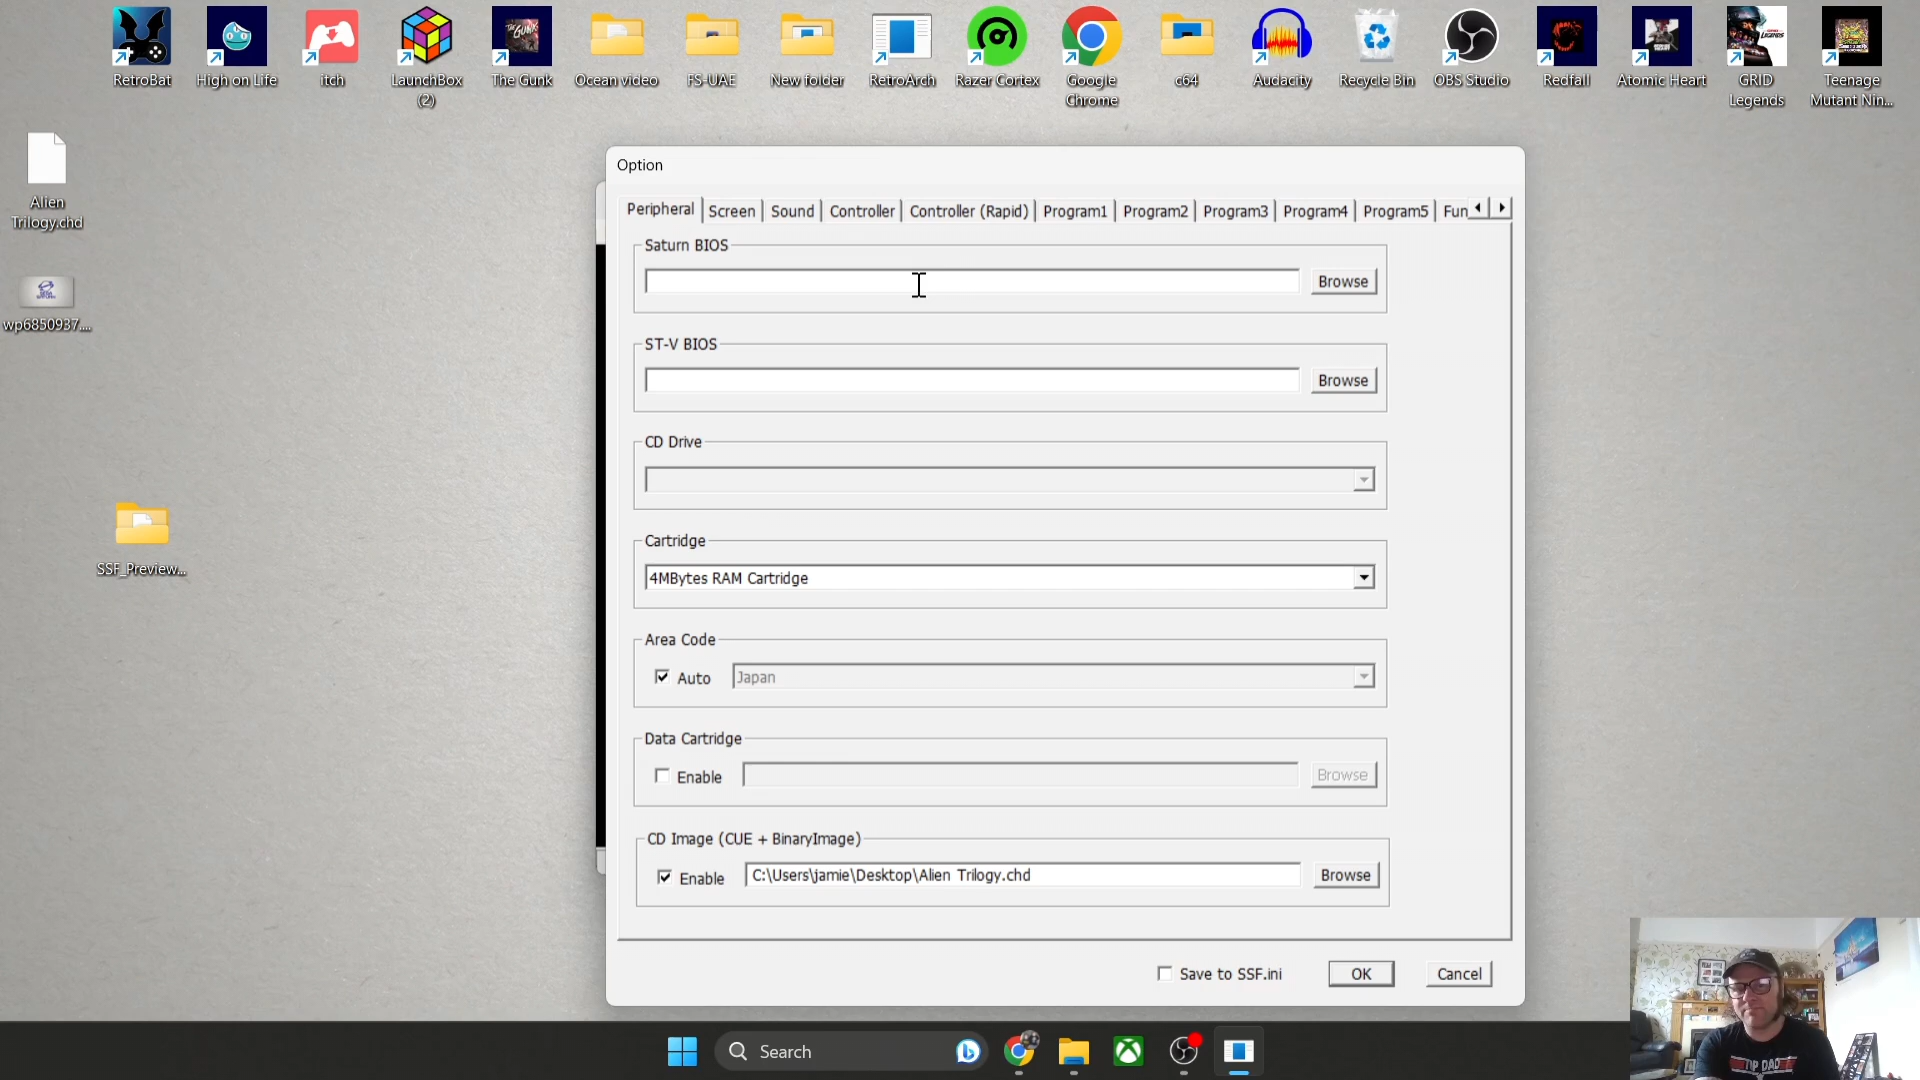 RetroBat
High on Life
itch
LaunchBox
(2)
The Gunk
Ocean video
FS-UAE
New folder
RetroArch
Razer Cortex
Google
Chrome
c64
Audacity
Recycle Bin
OBS Studio
Redfall
Atomic Heart
GRID
Legends
Teenage
Mutant Nin...
Alien
Trilogy.chd
wp6850937....
SSF_Preview...
Option
Peripheral
Screen
Sound
Controller
Controller (Rapid)
Program1
Program2
Program3
Program4
Program5
Fun
Saturn BIOS
Browse
ST-V BIOS
Browse
CD Drive
Cartridge
4MBytes RAM Cartridge
Area Code
Auto
Japan
Data Cartridge
Enable
Browse
CD Image (CUE + BinaryImage)
Enable
C:\Users\jamie\Desktop\Alien Trilogy.chd
Browse
Save to SSF.ini
OK
Cancel
Search
TOP DAD